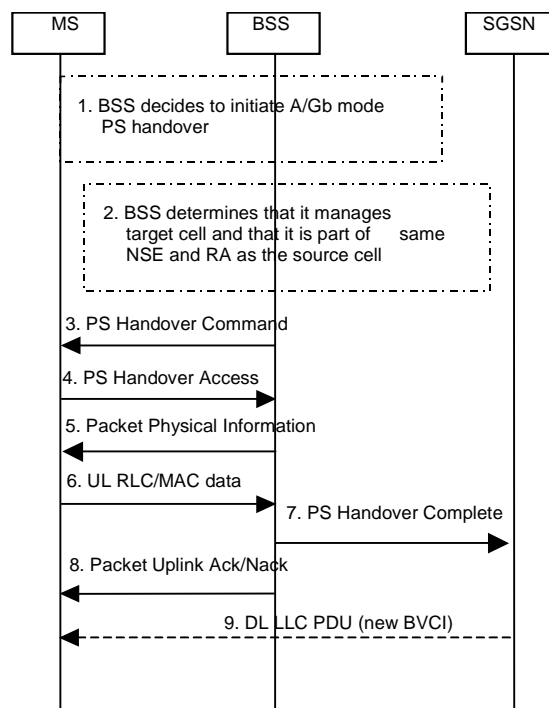 MS
BSS
SGSN
1. BSS decides to initiate A/Gb mode
PS handover
2. BSS determines that it manages
target cell and that it is part of same
NSE and RA as the source cell
3. PS Handover Command
4. PS Handover Access
5. Packet Physical Information
6. UL RLC/MAC data
7. PS Handover Complete
8. Packet Uplink Ack/Nack
9. DL LLC PDU (new BVCI)